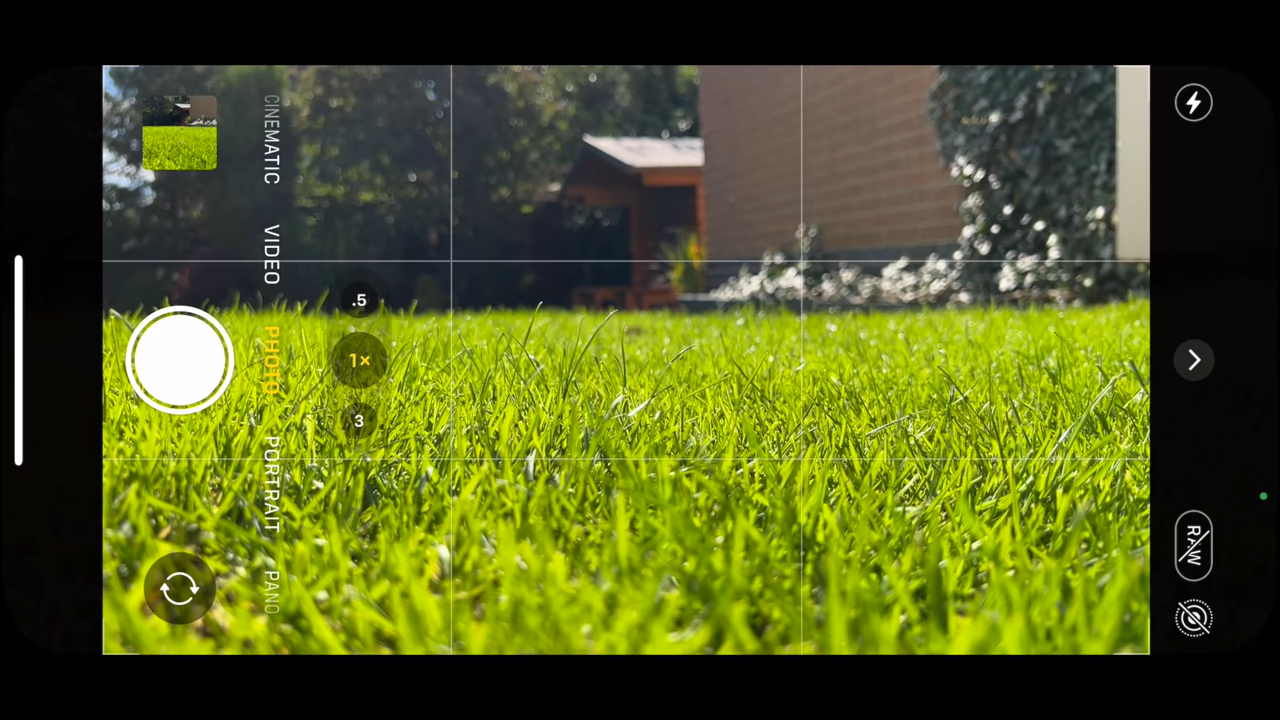 CINEMATIC
VIDEO
PHOTO
PORTRAIT
PANO
.5
1×
3
RAW